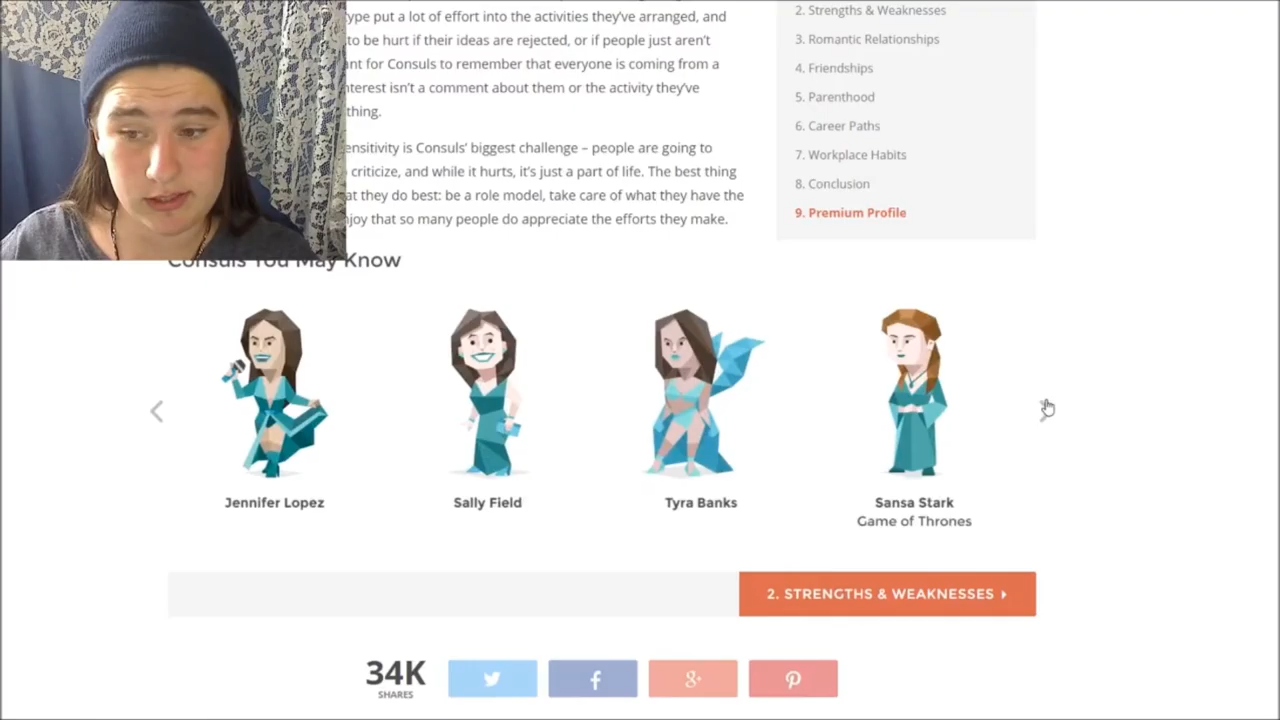 ype put a lot of effort into the activities they've arranged, and
to be hurt if their ideas are rejected, or if people just aren't
nt for Consuls to remember that everyone is coming from a
nterest isn't a comment about them or the activity they've
thing.
ensitivity is Consuls' biggest challenge – people are going to
criticize, and while it hurts, it's just a part of life. The best thing
at they do best: be a role model, take care of what they have the
njoy that so many people do appreciate the efforts they make.
2. Strengths & Weaknesses
3. Romantic Relationships
4. Friendships
5. Parenthood
6. Career Paths
7. Workplace Habits
8. Conclusion
9. Premium Profile
Consuls You May Know
Jennifer Lopez
Sally Field
Tyra Banks
Sansa Stark
Game of Thrones
2. STRENGTHS & WEAKNESSES
34K
SHARES